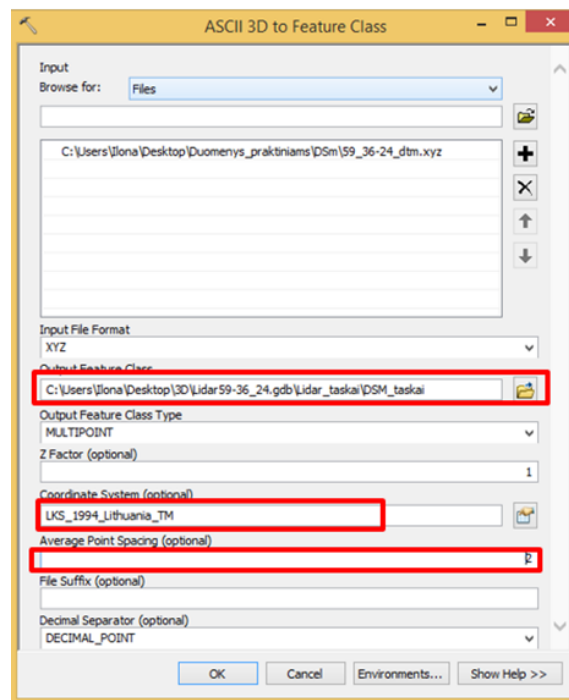 ASCII 3D to Feature Class
Input
Browse for: Files
C:\Users\Ilona\Desktop\Duomenys_praktiniams\DSm\59_36-24_dtm.xyz
Input File Format
XYZ
Output Feature Class
C:\Users\Ilona\Desktop\3D\Lidar59-36_24.gdb\Lidar_taskai\DSM_taskai
Output Feature Class Type
MULTIPOINT
Z Factor (optional)
1
Coordinate System (optional)
LKS_1994_Lithuania_TM
Average Point Spacing (optional)
2
File Suffix (optional)
Decimal Separator (optional)
DECIMAL_POINT
OK Cancel Environments... Show Help >>